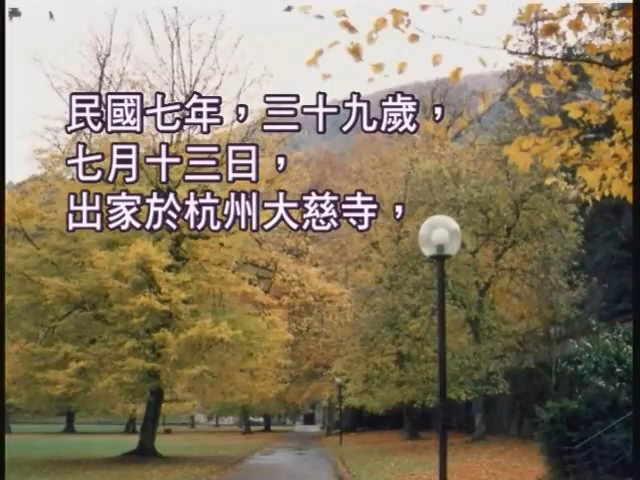 民國七年，三十九歲，
七月十三日，
出家於杭州大慈寺，